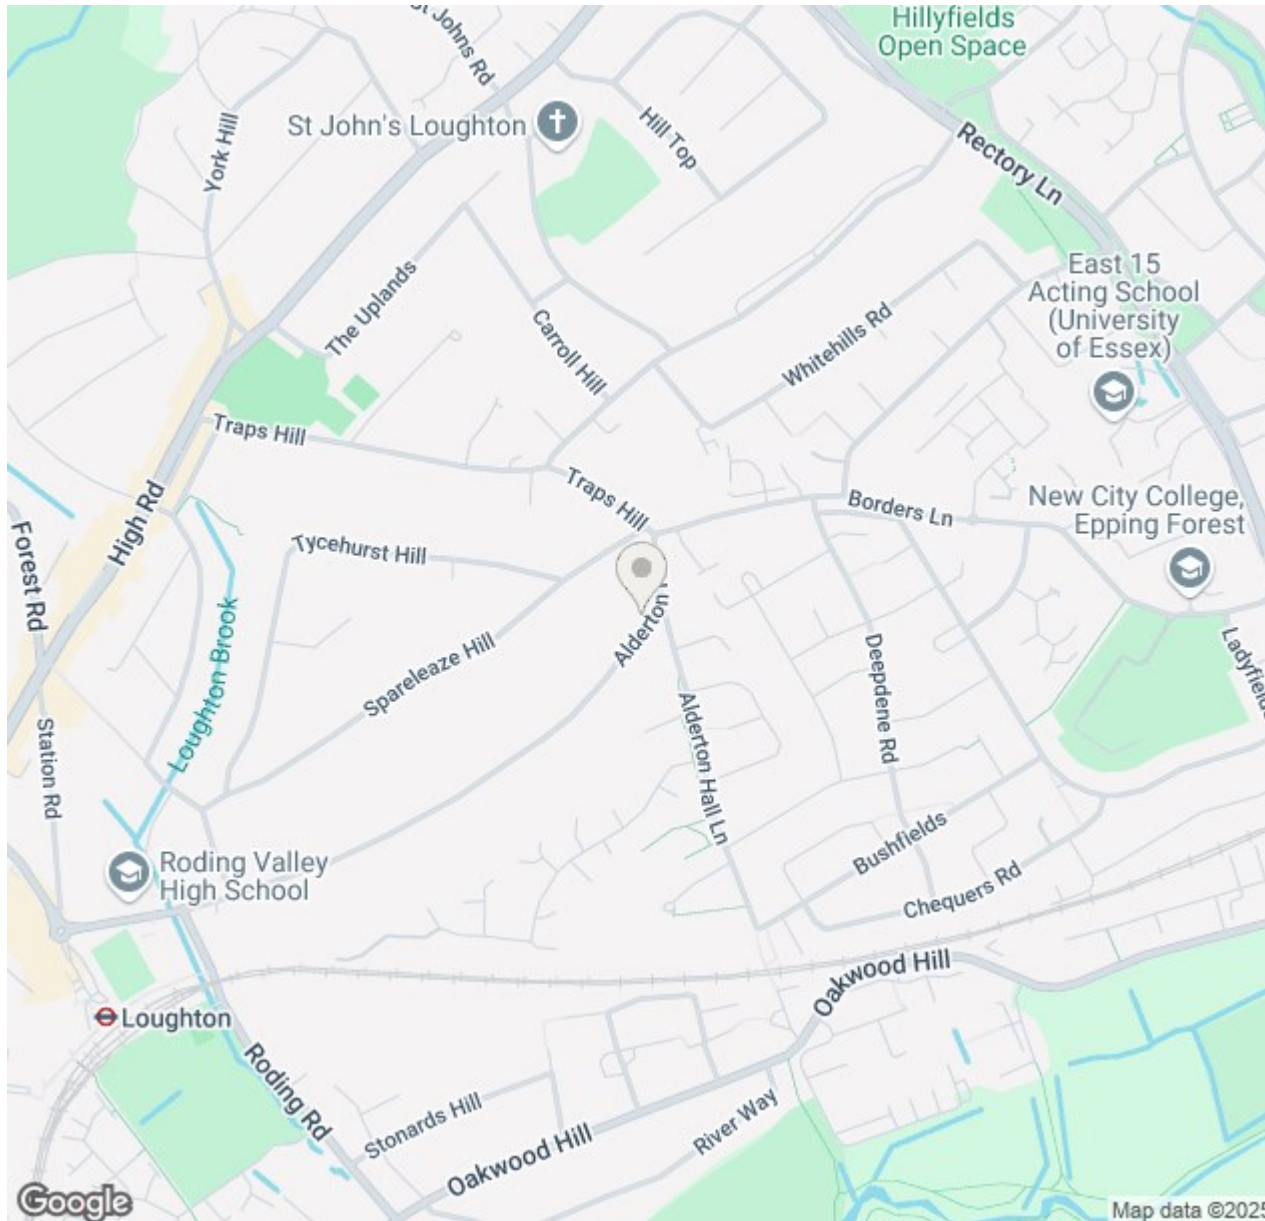 Hillyfields
Open Space
St Johns Rd
St John's Loughton
Hill Top
York Hill
Rectory Ln
East 15
Acting School
(University
of Essex)
The Uplands
Carroll Hill
Whitehills Rd
Traps Hill
Traps Hill
High Rd
Borders Ln
New City College,
Epping Forest
Forest Rd
Tycehurst Hill
Loughton Brook
Spareleaze Hill
Alderton
Deepdene Rd
Station Rd
Alderton Hall Ln
Bushfields
Roding Valley
High School
Chequers Rd
Oakwood Hill
Loughton
Roding Rd
Stonards Hill
Oakwood Hill
River Way
Google
Map data ©2025